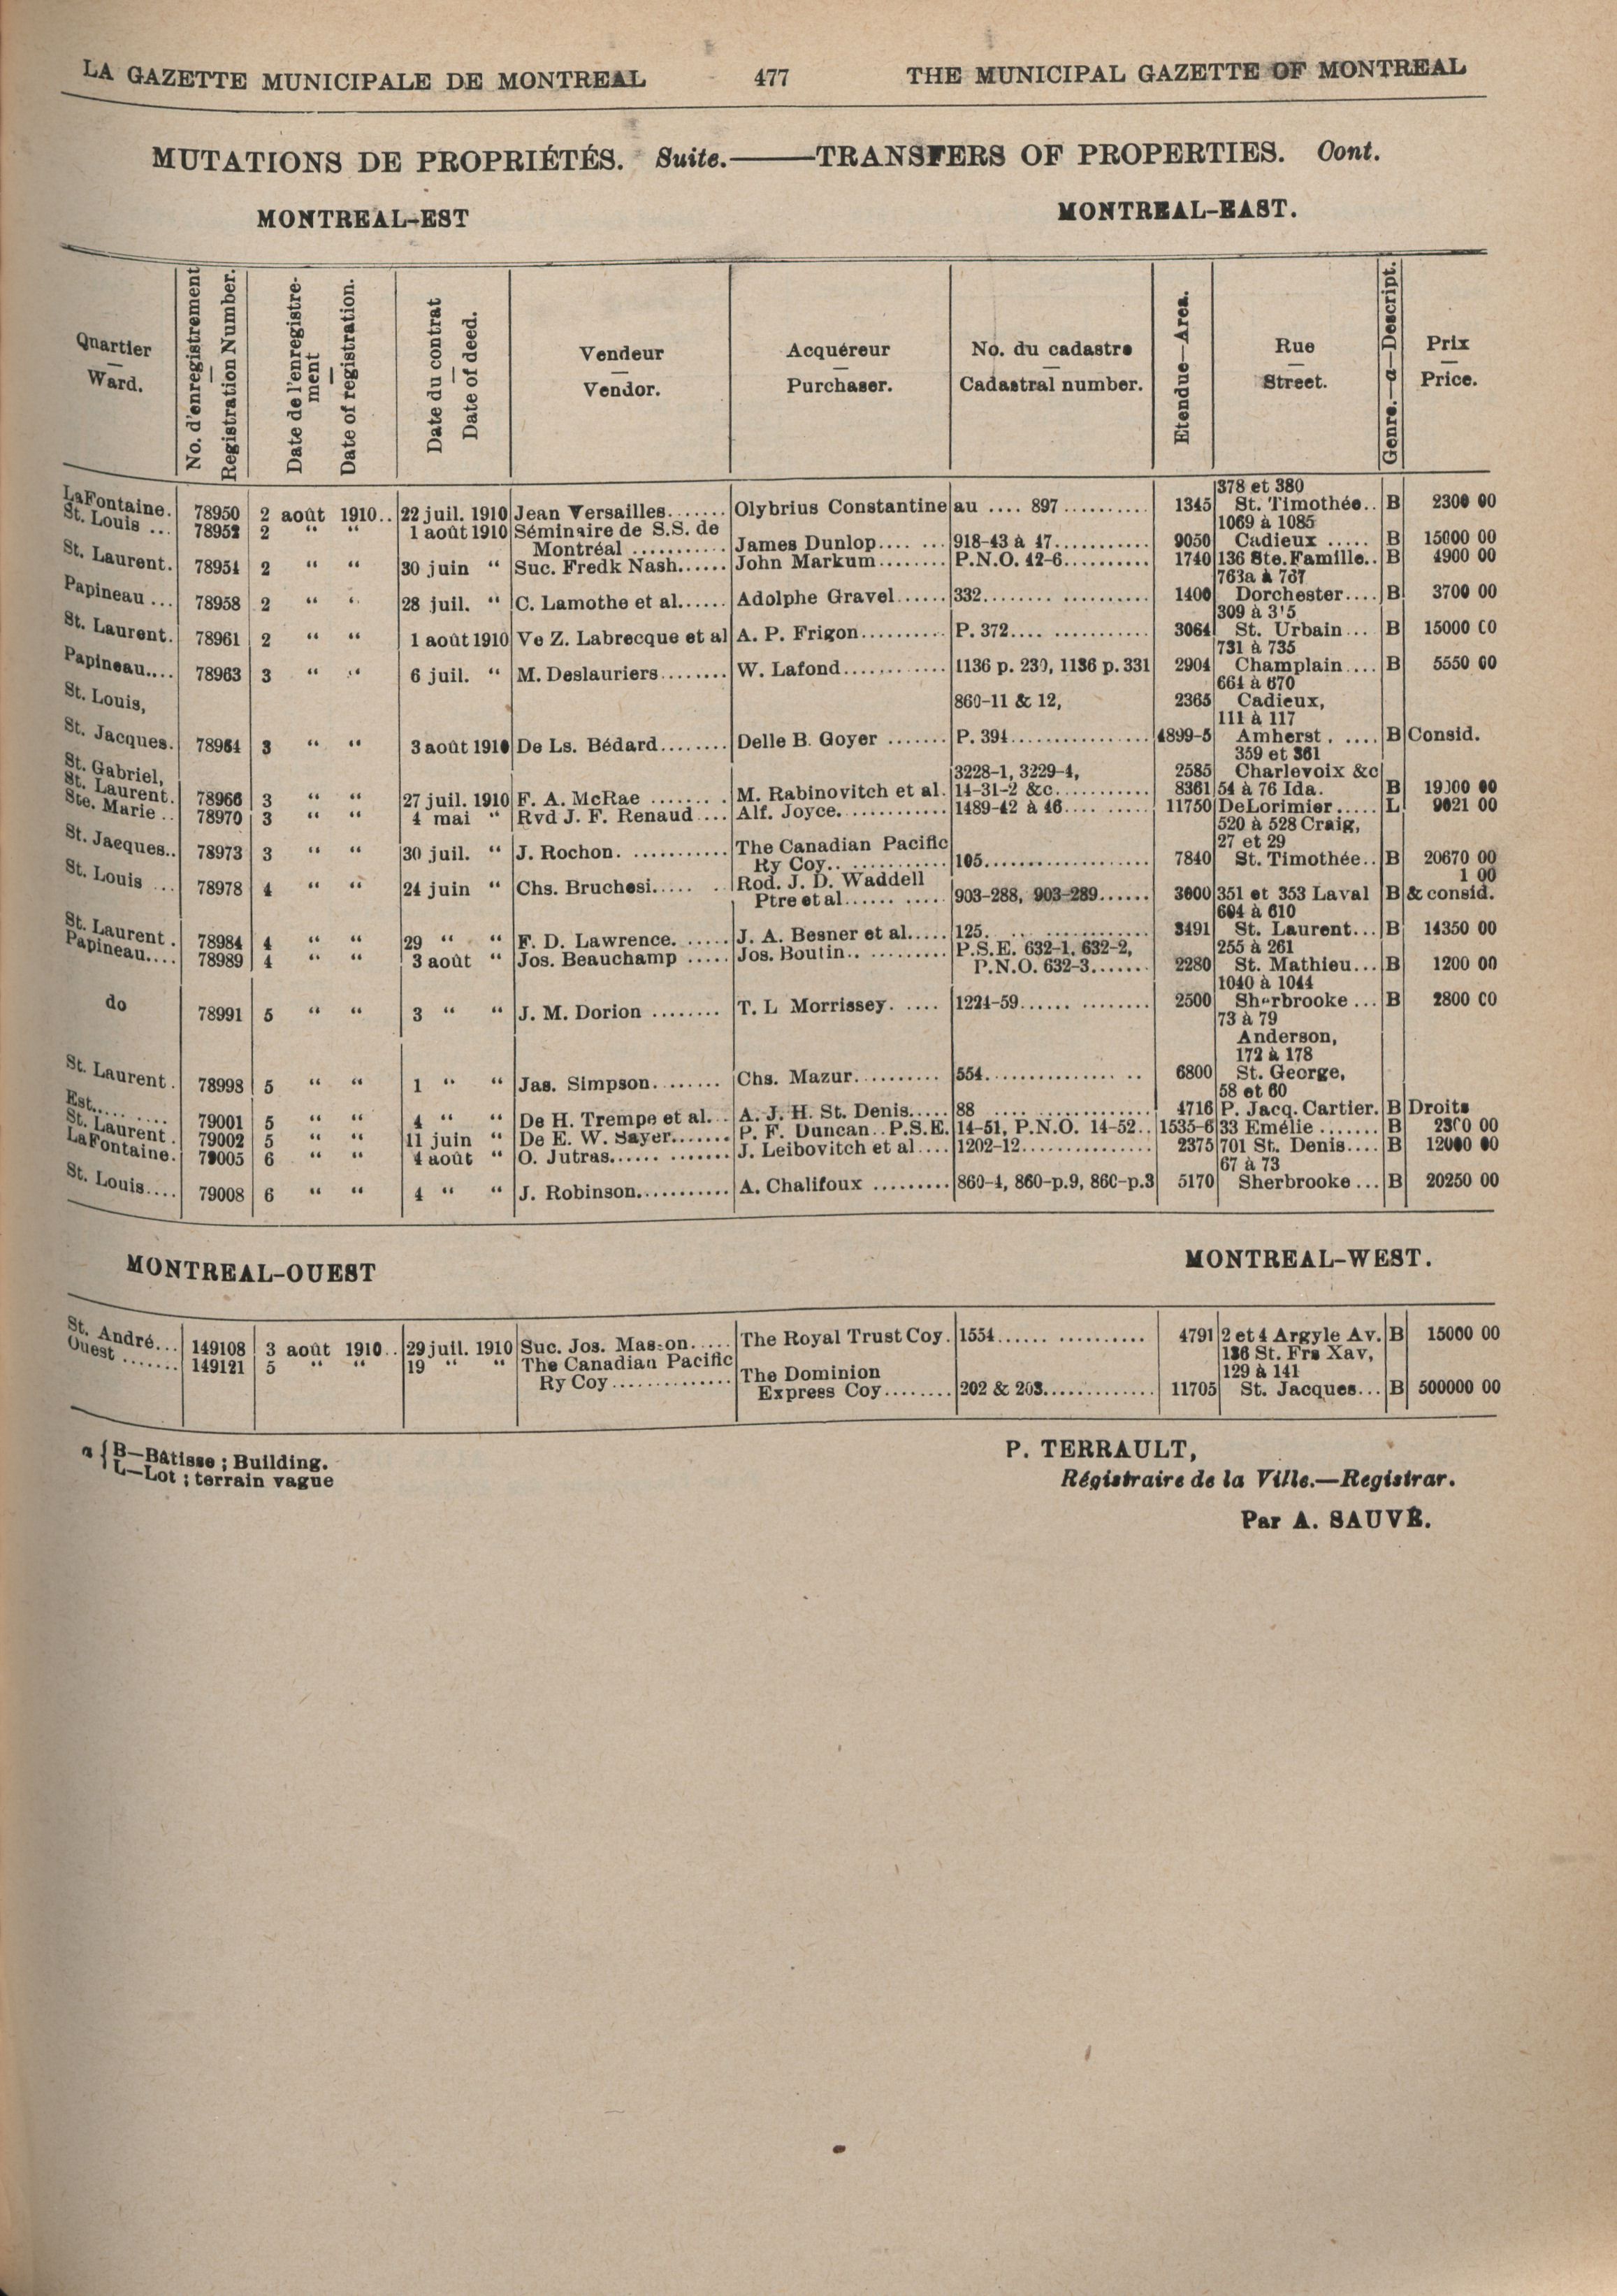 LA GAZETTE MUNICIPALE DE MONTREAL 477 THE MUNICIPAL GAZETTE OF MONTREAL
MUTATIONS DE PROPRIÉTÉS. Suite.——TRANSFERS OF PROPERTIES. Cont.
MONTREAL-EST MONTREAL-EAST.
Quartier — Ward.
No. d'enregistrement — Registration Number.
Date de l'enregistrement — Date of registration.
Date du contrat — Date of deed.
Vendeur — Vendor.
Acquéreur — Purchaser.
No. du cadastre — Cadastral number.
Etendue—Area.
Rue — Street.
Genre.—a—Descript.
Prix — Price.
378 et 380
LaFontaine. 78950 2 août 1910.. 22 juil. 1910 Jean Versailles....... Olybrius Constantineau .... 897.......... 1345 St. Timothée.. B 2300 00
1069 à 1085
St. Louis ... 78952 2 “ “ 1 août 1910 Séminaire de S.S. de
Montréal ........... James Dunlop.... ... 918-43 à 47........... 9050 Cadieux ..... B 15000 00
St. Laurent. 78954 2 “ “ 30 juin “ Suc. Fredk Nash...... John Markum........ P.N.O. 42-6.......... 1740 136 Ste. Famille.. B 4900 00
763a à 767
Papineau ... 78958 2 “ “ 28 juil. “ C. Lamothe et al...... Adolphe Gravel...... 332........ .......... 1400 Dorchester.... B 3700 00
309 à 3'5
St. Laurent. 78961 2 “ “ 1 août 1910 Ve Z. Labrecque et al A. P. Frigon.......... P. 372.... ........... 3064 St. Urbain... B 15000 00
731 à 735
Papineau.... 78963 3 “ “ 6 juil. “ M. Deslauriers........ W. Lafond............ 1136 p. 230, 1136 p. 331 2904 Champlain.... B 5550 00
664 à 670
St. Louis, 860-11 & 12, 2365 Cadieux,
111 à 117
St. Jacques. 78964 3 “ “ 3 août 1910 De Ls. Bédard........ Delle B. Goyer ....... P. 394................ 4899-5 Amherst. .... B Consid.
359 et 361
St. Gabriel, 3228-1, 3229-4, 2585 Charlevoix &c
St. Laurent. 78966 3 “ “ 27 juil. 1910 F. A. McRae ....... . M. Rabinovitch et al. 14-31-2 &c........... 8361 54 à 76 Ida. B 19000 00
Ste. Marie .. 78970 3 “ “ 4 mai “ Rvd J. F. Renaud.... Alf. Joyce............ 1489-42 à 46.... ..... 11750 DeLorimier..... L 9021 00
520 à 528 Craig,
27 et 29
St. Jacques.. 78973 3 “ “ 30 juil. “ J. Rochon. ........... The Canadian Pacific
Ry Coy.. .......... 105.................. 7840 St. Timothée.. B 20670 00
1 00
St. Louis ... 78978 4 “ “ 24 juin “ Chs. Bruchesi..... .. Rod. J. D. Waddell
Ptre et al...... ..... 903-288, 903-289...... 3600 351 et 353 Laval B & consid.
604 à 610
St. Laurent. 78984 4 “ “ 29 “ “ F. D. Lawrence. ..... J. A. Besner et al..... 125. .. ........... 3491 St. Laurent... B 14350 00
255 à 261
Papineau.... 78989 4 “ “ 3 août “ Jos. Beauchamp ..... Jos. Boutin.. ......... P.S.E. 632-1, 632-2,
P.N.O. 632-3....... 2280 St. Mathieu... B 1200 00
1040 à 1044
do 78991 5 “ “ 3 “ “ J. M. Dorion ........ T. L Morrissey. .... 1224-59...... ........ 2500 Sherbrooke ... B 2800 00
73 à 79
Anderson,
172 à 178
St. Laurent. 78998 5 “ “ 1 “ “ Jas. Simpson. ....... Chs. Mazur.......... 554................ .. 6800 St. George,
58 et 60
Est.......... 79001 5 “ “ 4 “ “ De H. Trempe et al... A. J. H. St. Denis..... 88 .... ............. 4716 P. Jacq. Cartier. B Droits
St. Laurent. 79002 5 “ “ 11 juin “ De E. W. Sayer....... P. F. Duncan.. P.S.E. 14-51, P.N.O. 14-52.. 1535-6 33 Emélie ....... B 2300 00
LaFontaine. 79005 6 “ “ 4 août “ O. Jutras...... ....... J. Leibovitch et al.... 1202-12............... 2375 701 St. Denis.... B 12000 00
67 à 73
St. Louis.... 79008 6 “ “ 4 “ “ J. Robinson........... A. Chalifoux ......... 860-4, 860-p.9, 860-p.3 5170 Sherbrooke ... B 20250 00
MONTREAL-OUEST MONTREAL-WEST.
St. André... 149108 3 août 1910.. 29 juil. 1910 Suc. Jos. Masson..... The Royal Trust Coy. 1554...... .......... 4791 2 et 4 Argyle Av. B 15000 00
136 St. Frs Xav,
Ouest ....... 149121 5 “ “ 19 “ “ The Canadian Pacific
129 à 141
Ry Coy.............. The Dominion
Express Coy........ 202 & 203............ 11705 St. Jacques... B 500000 00
a { B—Bâtisse ; Building.
L—Lot ; terrain vague
P. TERRAULT,
Régistraire de la Ville.—Registrar.
Par A. SAUVÉ.